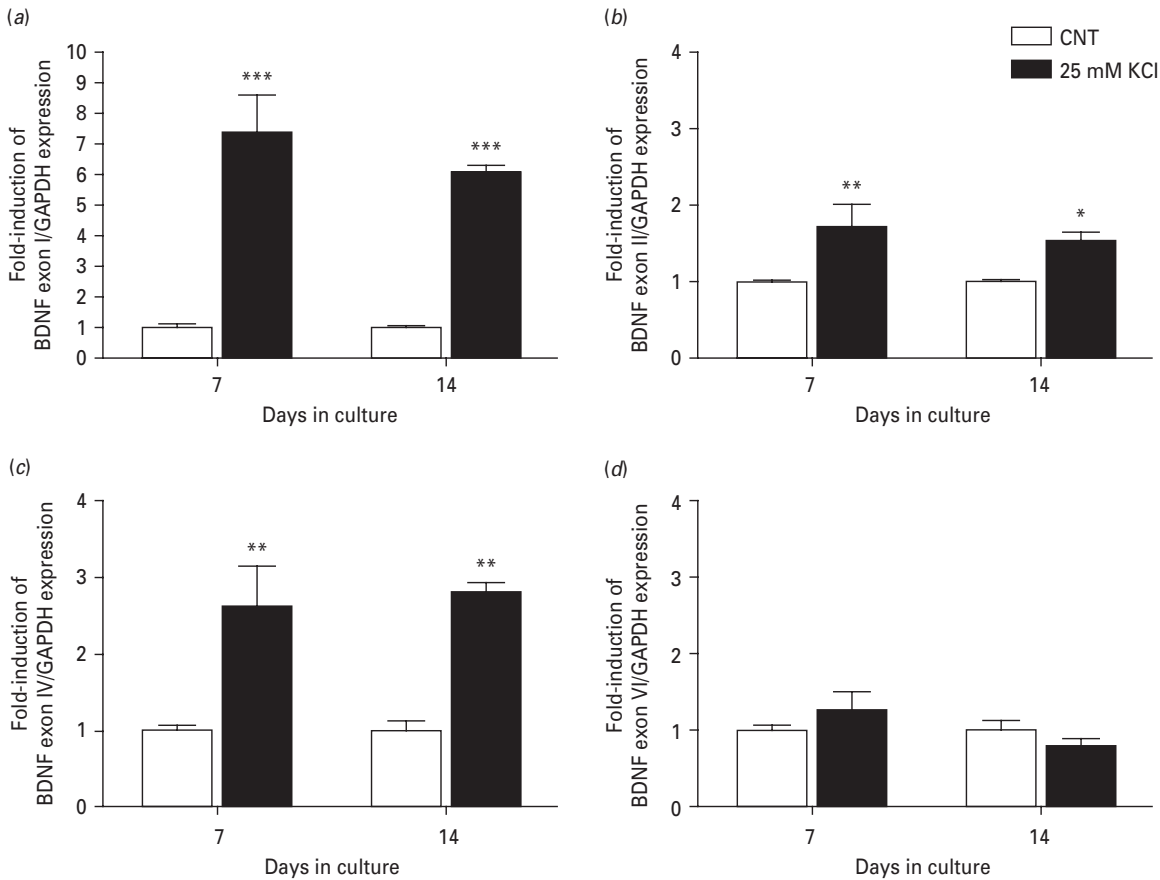 (a)
Fold-induction of
BDNF exon I/GAPDH expression
10
9
8
7
6
5
4
3
2
1
0
***
***
7
14
Days in culture
(b)
CNT
25 mM KCl
Fold-induction of
BDNF exon II/GAPDH expression
4
3
2
1
0
**
*
7
14
Days in culture
(c)
Fold-induction of
BDNF exon IV/GAPDH expression
4
3
2
1
0
**
**
7
14
Days in culture
(d)
Fold-induction of
BDNF exon VI/GAPDH expression
4
3
2
1
0
7
14
Days in culture